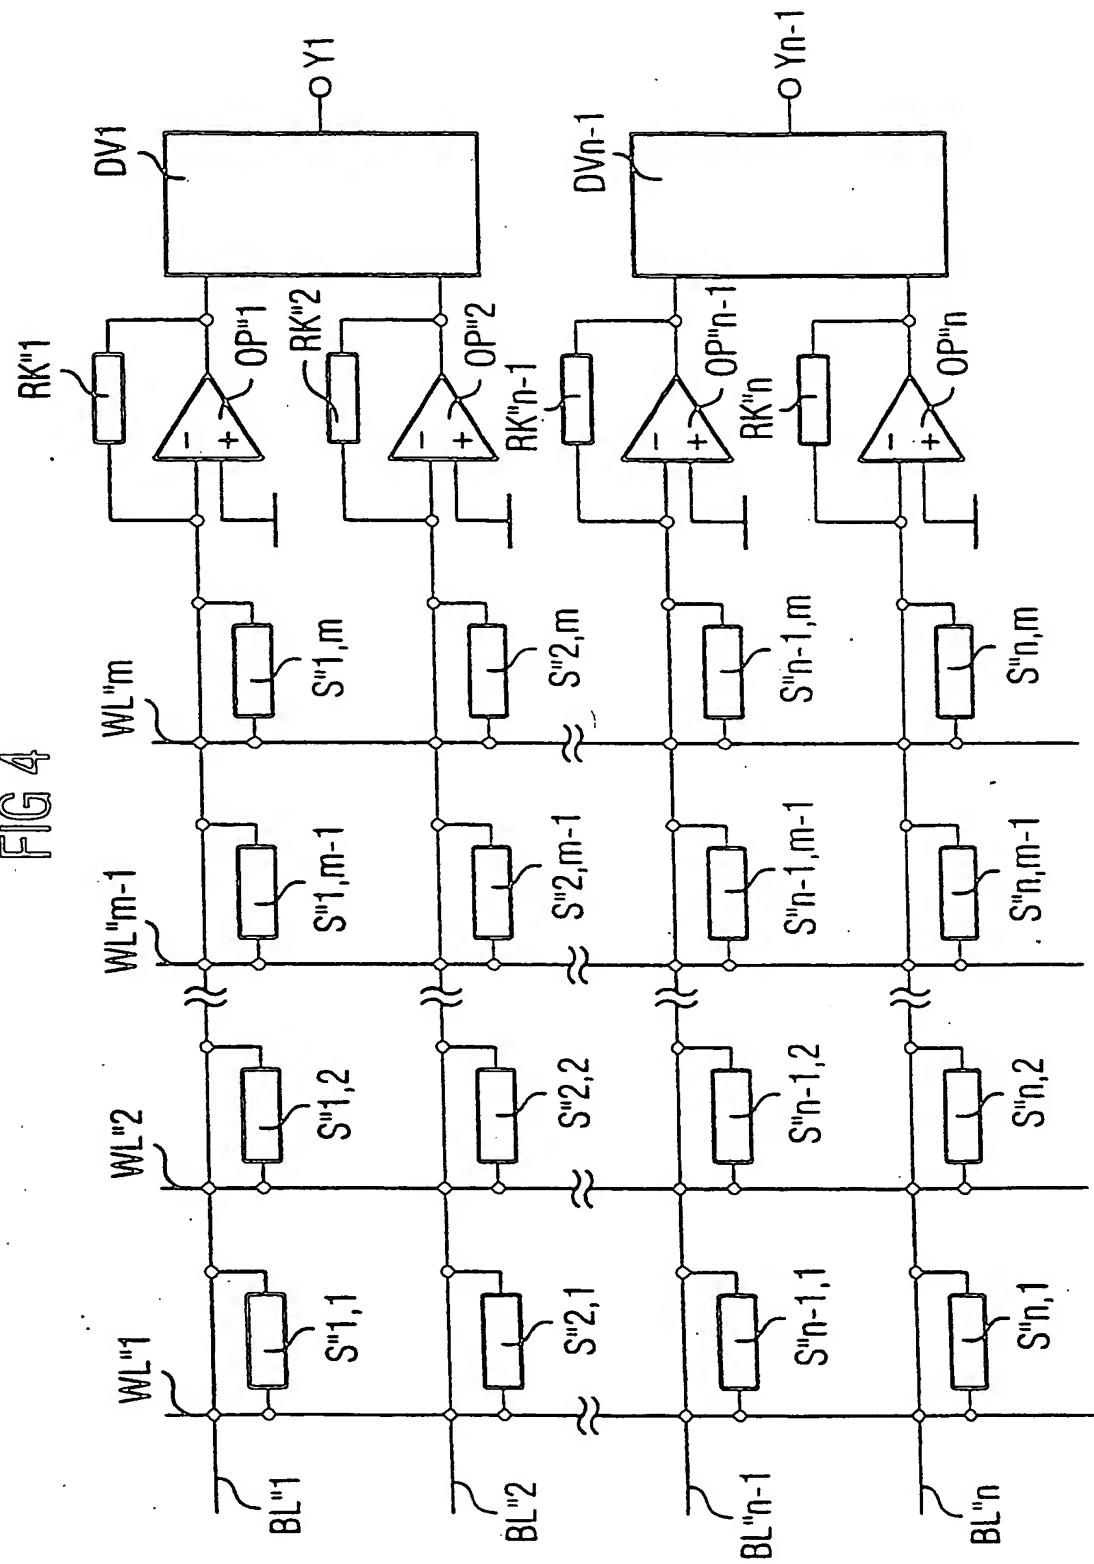 FIG 4
WL"1
WL"2
WL"m-1
WL"m
RK"1
DV1
Y1
BL"1
S"1,1
S"1,2
S"1,m-1
S"1,m
OP"1
RK"2
BL"2
S"2,1
S"2,2
S"2,m-1
S"2,m
OP"2
RK"n-1
DVn-1
Yn-1
BL"n-1
S"n-1,1
S"n-1,2
S"n-1,m-1
S"n-1,m
OP"n-1
RK"n
BL"n
S"n,1
S"n,2
S"n,m-1
S"n,m
OP"n
-
+
-
+
-
+
-
+